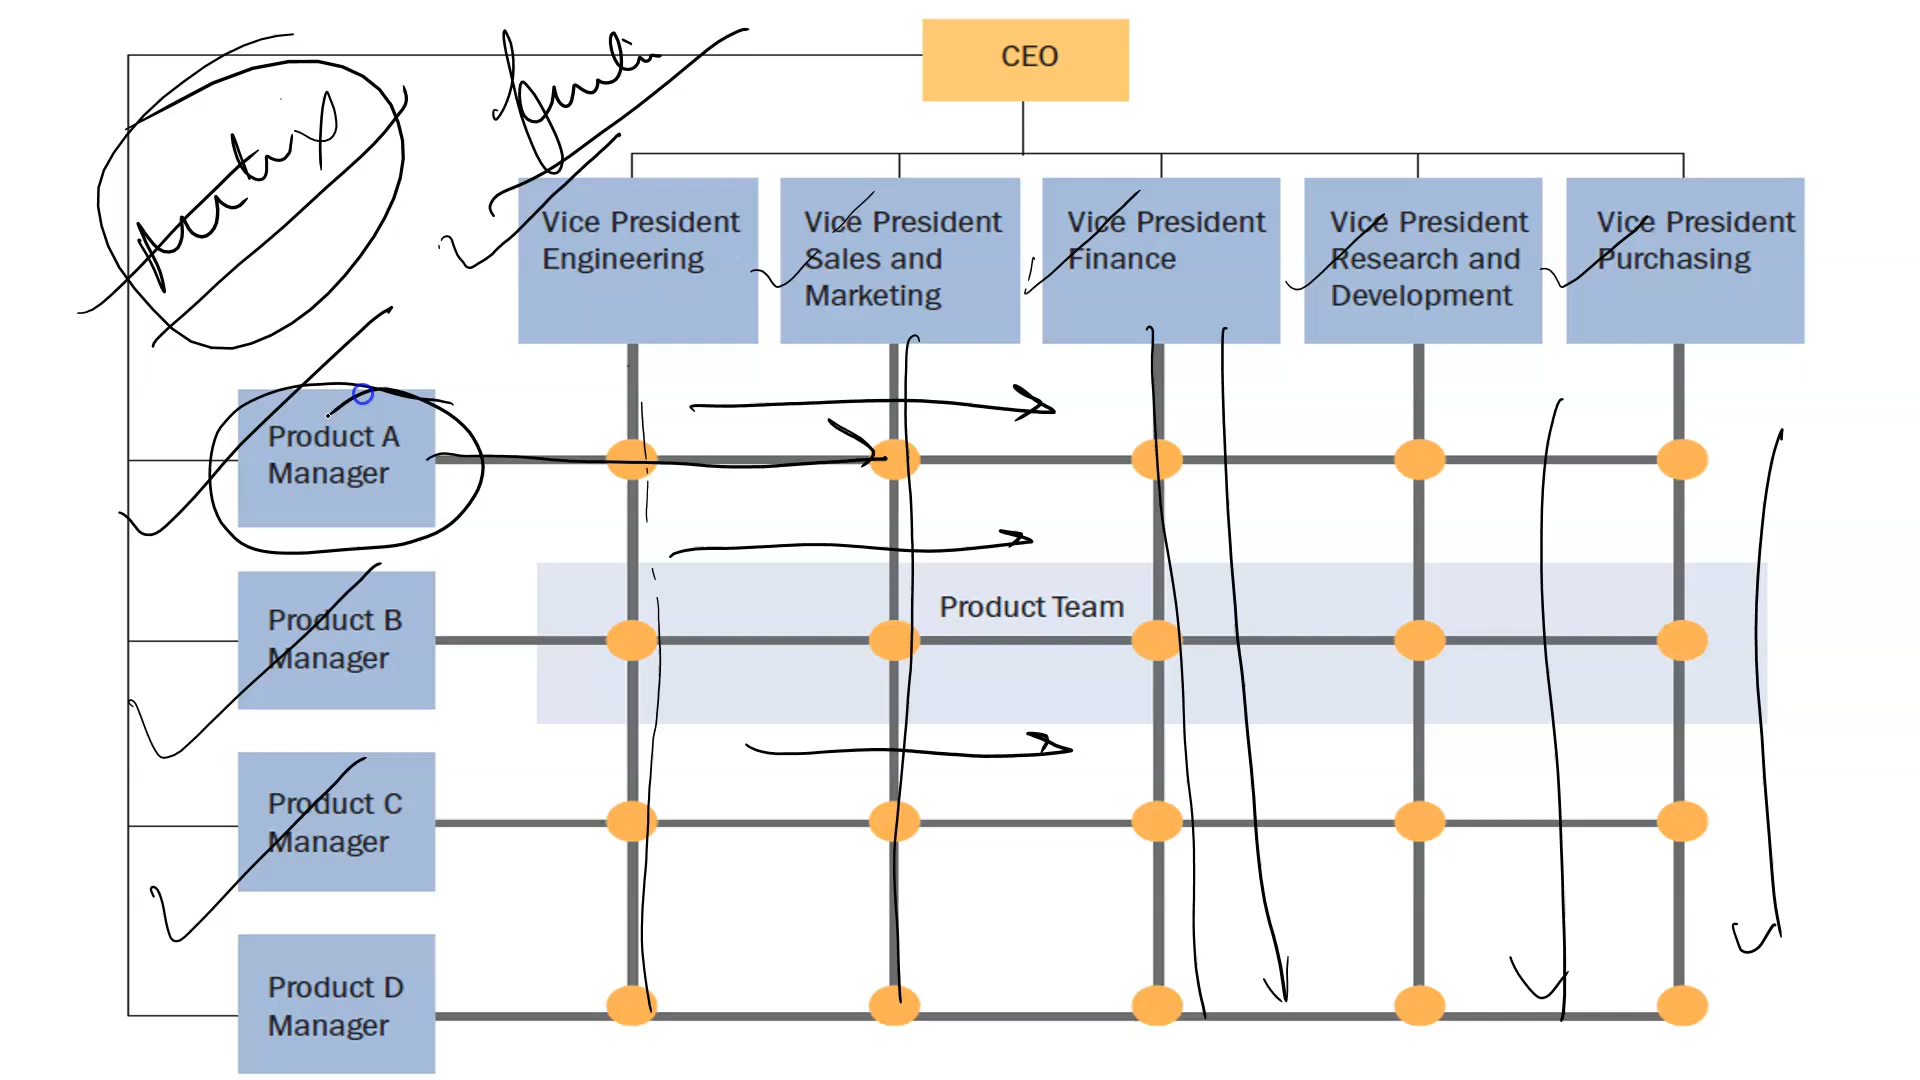 CEO
Vice President
Engineering
Vice President
Sales and
Marketing
Vice President
Finance
Vice President
Research and
Development
Vice President
Purchasing
Product A
Manager
Product Team
Product B
Manager
Product C
Manager
Product D
Manager